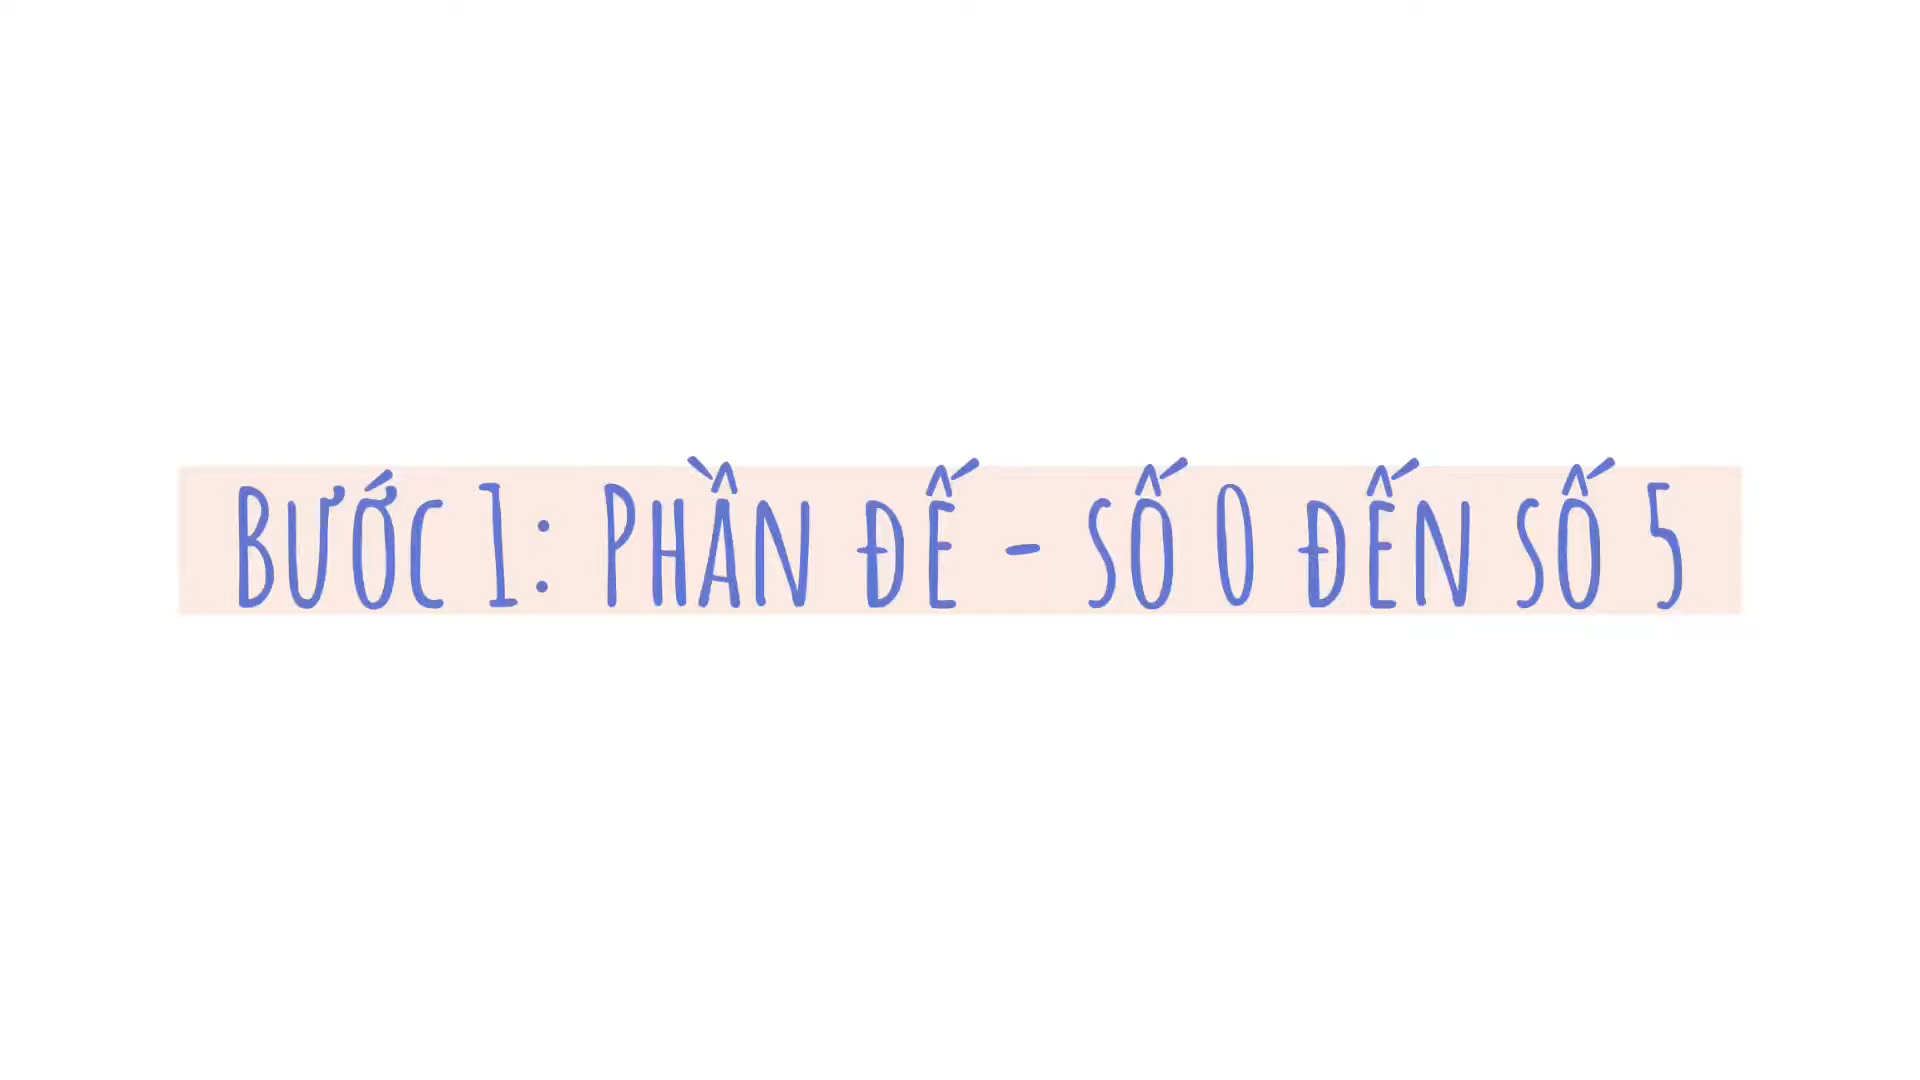 Bước 1: Phần đế - số 0 đến số 5